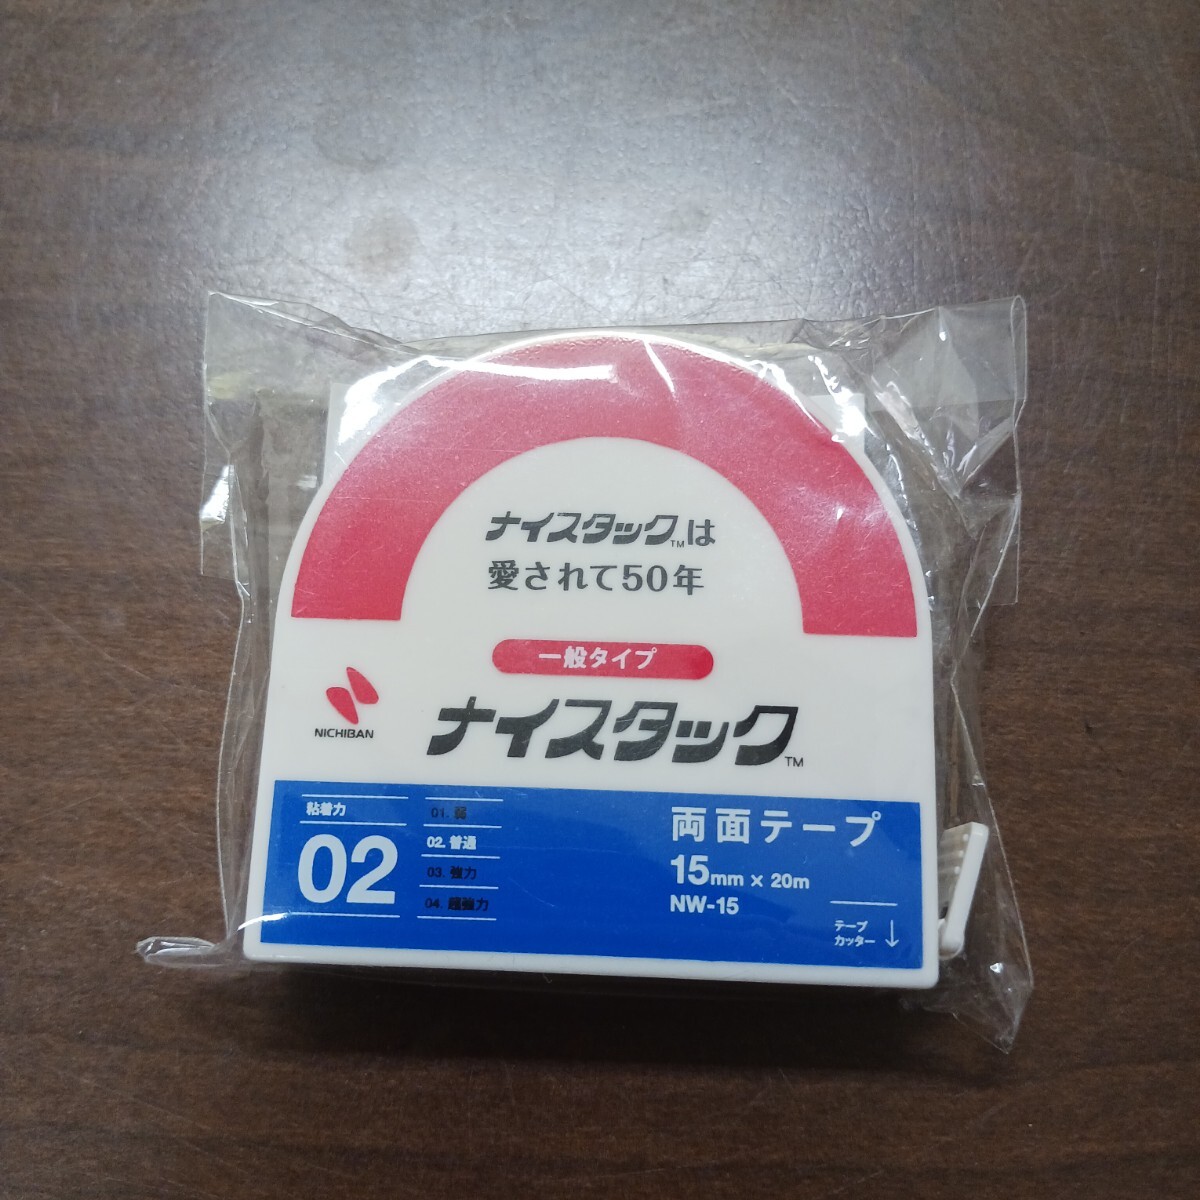 ナイスタック™は
愛されて50年
一般タイプ
NICHIBAN
ナイスタック™
粘着力
02
01. 弱
02. 普通
03. 強力
04. 超強力
両面テープ
15mm × 20m
NW-15
テープ
カッター ↓